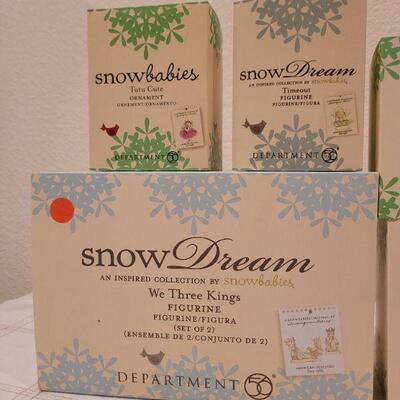 snowbabies
Tutu Cute
ORNAMENT
ORNEMENT/ORNAMENTO
DEPARTMENT 56
snowDream
AN INSPIRED COLLECTION BY snowbabies
Timeout
FIGURINE
FIGURINE/FIGURA
DEPARTMENT 56
snowDream
AN INSPIRED COLLECTION BY snowbabies
We Three Kings
FIGURINE
FIGURINE/FIGURA
(SET OF 2)
(ENSEMBLE DE 2/CONJUNTO DE 2)
DEPARTMENT 56